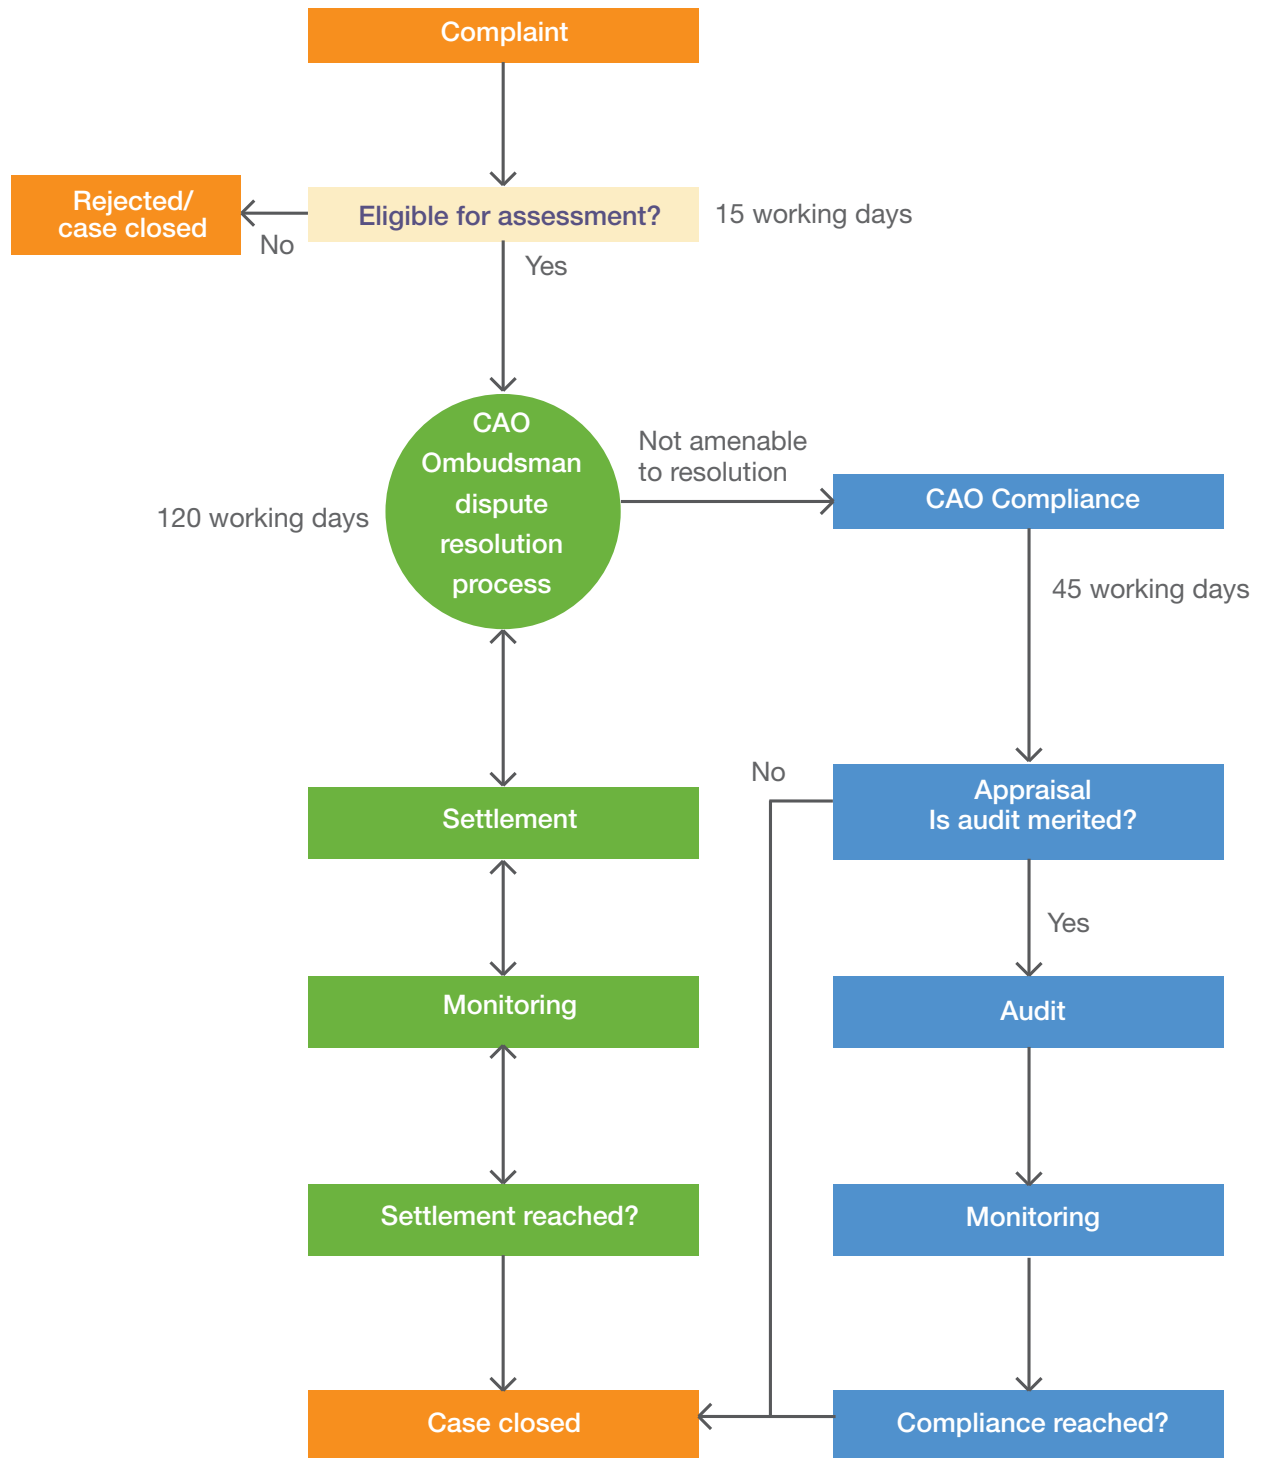 Complaint
Rejected/
case closed
No
Eligible for assessment?
15 working days
Yes
CAO
Ombudsman
dispute
resolution
process
120 working days
Not amenable
to resolution
CAO Compliance
45 working days
Settlement
No
Appraisal
Is audit merited?
Yes
Monitoring
Audit
Settlement reached?
Monitoring
Case closed
Compliance reached?